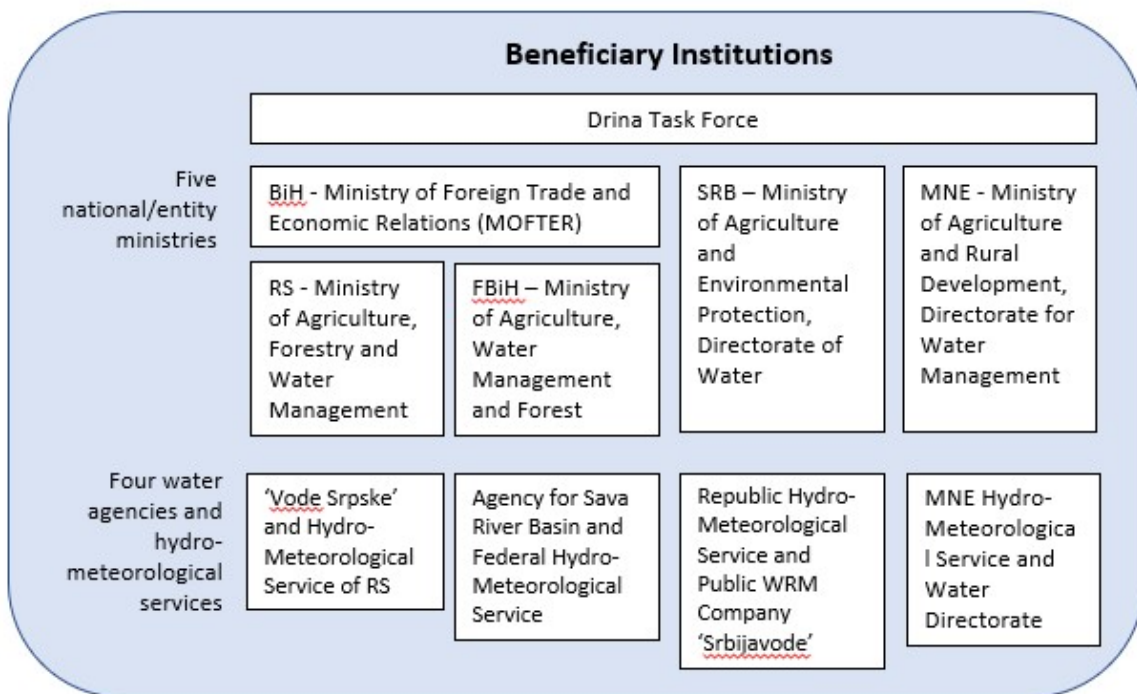 Beneficiary Institutions
Drina Task Force
Five
national/entity
ministries
BiH - Ministry of Foreign Trade and
Economic Relations (MOFTER)
RS - Ministry
of Agriculture,
Forestry and
Water
Management
FBiH – Ministry
of Agriculture,
Water
Management
and Forest
SRB – Ministry
of Agriculture
and
Environmental
Protection,
Directorate of
Water
MNE - Ministry
of Agriculture
and Rural
Development,
Directorate for
Water
Management
Four water
agencies and
hydro-
meteorological
services
‘Vode Srpske’
and Hydro-
Meteorological
Service of RS
Agency for Sava
River Basin and
Federal Hydro-
Meteorological
Service
Republic Hydro-
Meteorological
Service and
Public WRM
Company
‘Srbijavode’
MNE Hydro-
Meteorologica
l Service and
Water
Directorate